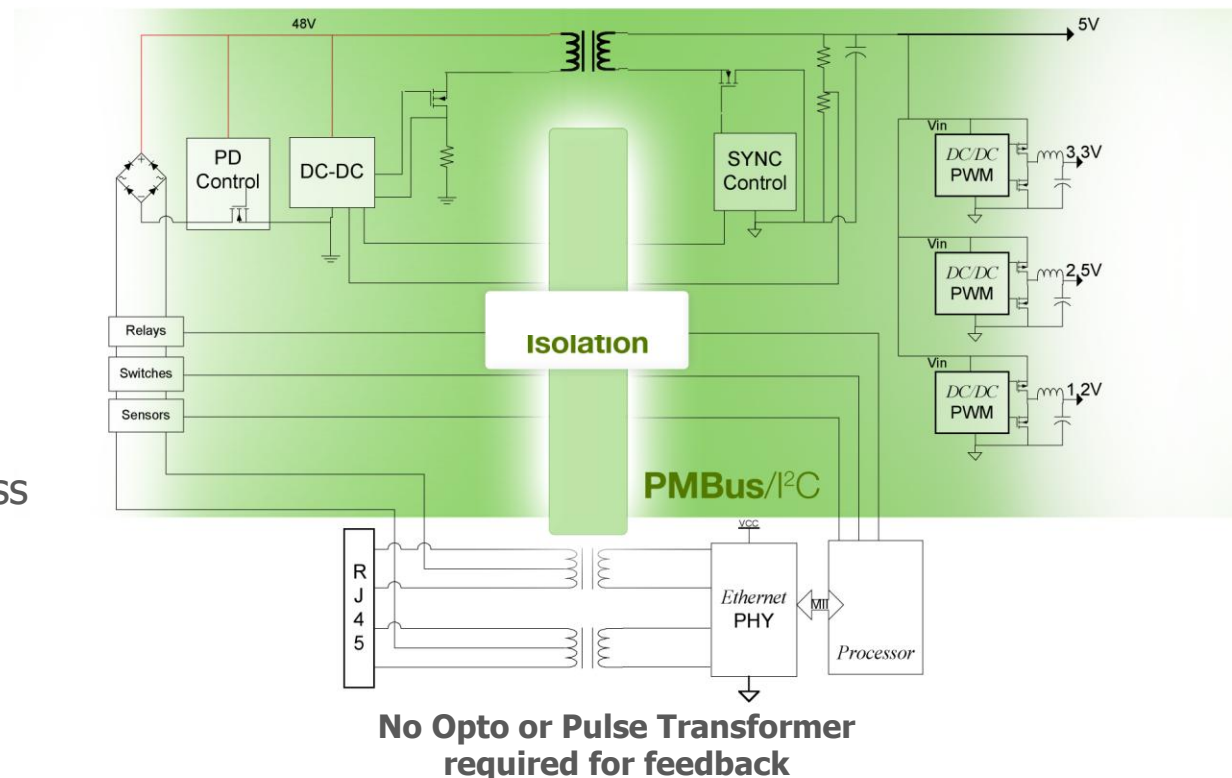 48V
5V
PD
Control
DC-DC
SYNC
Control
Vin
DC/DC
PWM
3,3V
Vin
DC/DC
PWM
2,5V
Vin
DC/DC
PWM
1,2V
Relays
Switches
Sensors
Isolation
PMBus/I²C
ss
R
J
4
5
VCC
Ethernet
PHY
MII
Processor
No Opto or Pulse Transformer
required for feedback